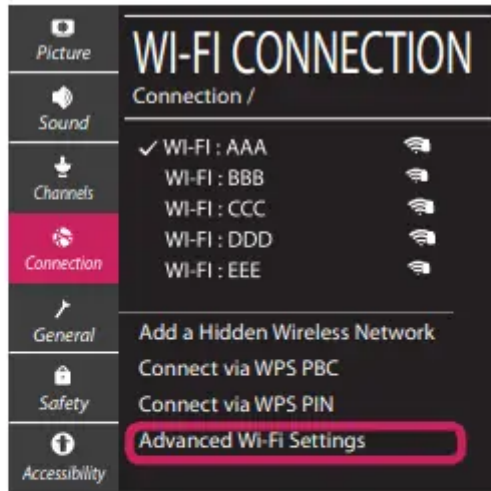 Picture
Sound
Channels
Connection
General
Safety
Accessibility
WI-FI CONNECTION
Connection /
✓ WI-FI : AAA
WI-FI : BBB
WI-FI : CCC
WI-FI : DDD
WI-FI : EEE
Add a Hidden Wireless Network
Connect via WPS PBC
Connect via WPS PIN
Advanced Wi-Fi Settings